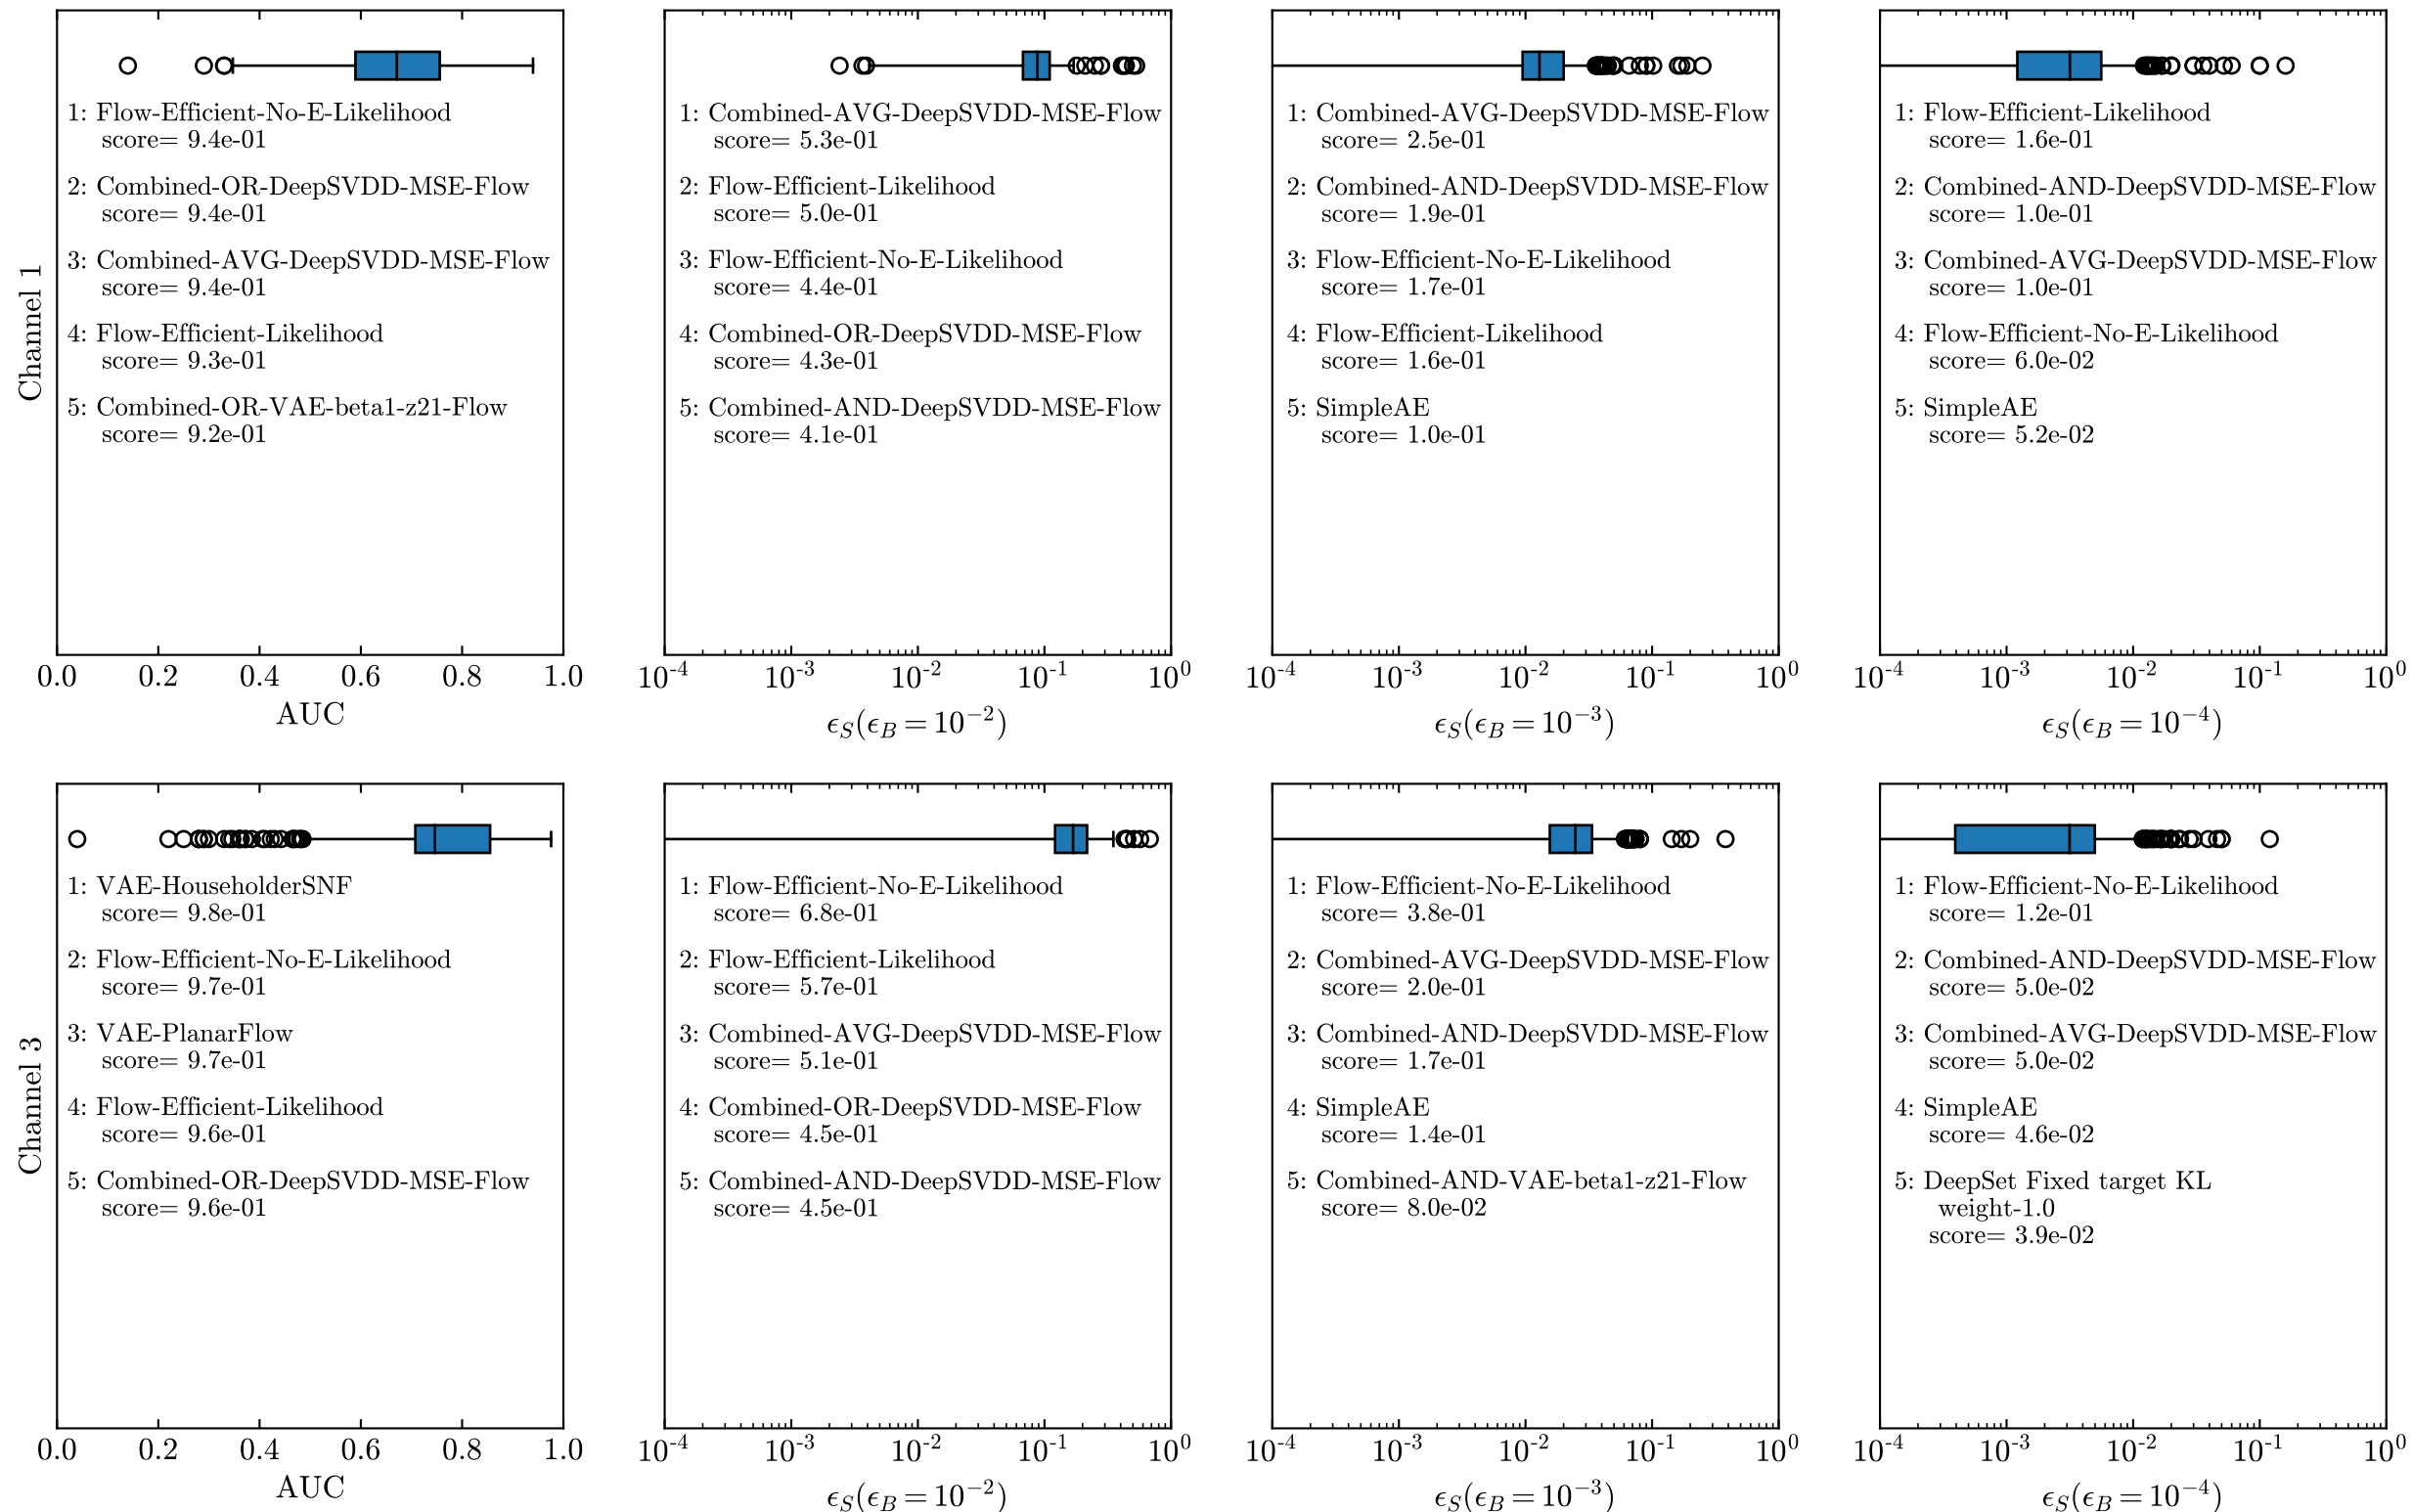 Channel 1
1: Flow-Efficient-No-E-Likelihood
score= 9.4e-01
2: Combined-OR-DeepSVDD-MSE-Flow
score= 9.4e-01
3: Combined-AVG-DeepSVDD-MSE-Flow
score= 9.4e-01
4: Flow-Efficient-Likelihood
score= 9.3e-01
5: Combined-OR-VAE-beta1-z21-Flow
score= 9.2e-01
0.0 0.2 0.4 0.6 0.8 1.0
AUC
1: Combined-AVG-DeepSVDD-MSE-Flow
score= 5.3e-01
2: Flow-Efficient-Likelihood
score= 5.0e-01
3: Flow-Efficient-No-E-Likelihood
score= 4.4e-01
4: Combined-OR-DeepSVDD-MSE-Flow
score= 4.3e-01
5: Combined-AND-DeepSVDD-MSE-Flow
score= 4.1e-01
10⁻⁴ 10⁻³ 10⁻² 10⁻¹ 10⁰
ϵ_S(ϵ_B = 10⁻²)
1: Combined-AVG-DeepSVDD-MSE-Flow
score= 2.5e-01
2: Combined-AND-DeepSVDD-MSE-Flow
score= 1.9e-01
3: Flow-Efficient-No-E-Likelihood
score= 1.7e-01
4: Flow-Efficient-Likelihood
score= 1.6e-01
5: SimpleAE
score= 1.0e-01
10⁻⁴ 10⁻³ 10⁻² 10⁻¹ 10⁰
ϵ_S(ϵ_B = 10⁻³)
1: Flow-Efficient-Likelihood
score= 1.6e-01
2: Combined-AND-DeepSVDD-MSE-Flow
score= 1.0e-01
3: Combined-AVG-DeepSVDD-MSE-Flow
score= 1.0e-01
4: Flow-Efficient-No-E-Likelihood
score= 6.0e-02
5: SimpleAE
score= 5.2e-02
10⁻⁴ 10⁻³ 10⁻² 10⁻¹ 10⁰
ϵ_S(ϵ_B = 10⁻⁴)
Channel 3
1: VAE-HouseholderSNF
score= 9.8e-01
2: Flow-Efficient-No-E-Likelihood
score= 9.7e-01
3: VAE-PlanarFlow
score= 9.7e-01
4: Flow-Efficient-Likelihood
score= 9.6e-01
5: Combined-OR-DeepSVDD-MSE-Flow
score= 9.6e-01
0.0 0.2 0.4 0.6 0.8 1.0
AUC
1: Flow-Efficient-No-E-Likelihood
score= 6.8e-01
2: Flow-Efficient-Likelihood
score= 5.7e-01
3: Combined-AVG-DeepSVDD-MSE-Flow
score= 5.1e-01
4: Combined-OR-DeepSVDD-MSE-Flow
score= 4.5e-01
5: Combined-AND-DeepSVDD-MSE-Flow
score= 4.5e-01
10⁻⁴ 10⁻³ 10⁻² 10⁻¹ 10⁰
ϵ_S(ϵ_B = 10⁻²)
1: Flow-Efficient-No-E-Likelihood
score= 3.8e-01
2: Combined-AVG-DeepSVDD-MSE-Flow
score= 2.0e-01
3: Combined-AND-DeepSVDD-MSE-Flow
score= 1.7e-01
4: SimpleAE
score= 1.4e-01
5: Combined-AND-VAE-beta1-z21-Flow
score= 8.0e-02
10⁻⁴ 10⁻³ 10⁻² 10⁻¹ 10⁰
ϵ_S(ϵ_B = 10⁻³)
1: Flow-Efficient-No-E-Likelihood
score= 1.2e-01
2: Combined-AND-DeepSVDD-MSE-Flow
score= 5.0e-02
3: Combined-AVG-DeepSVDD-MSE-Flow
score= 5.0e-02
4: SimpleAE
score= 4.6e-02
5: DeepSet Fixed target KL
weight-1.0
score= 3.9e-02
10⁻⁴ 10⁻³ 10⁻² 10⁻¹ 10⁰
ϵ_S(ϵ_B = 10⁻⁴)